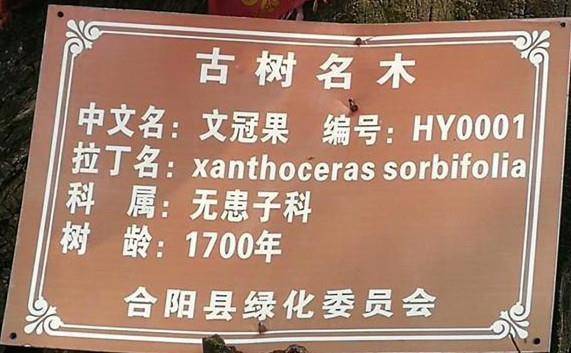 古树名木
中文名：文冠果 编号：HY0001
拉丁名：xanthoceras sorbifolia
科 属：无患子科
树 龄：1700年
合阳县绿化委员会